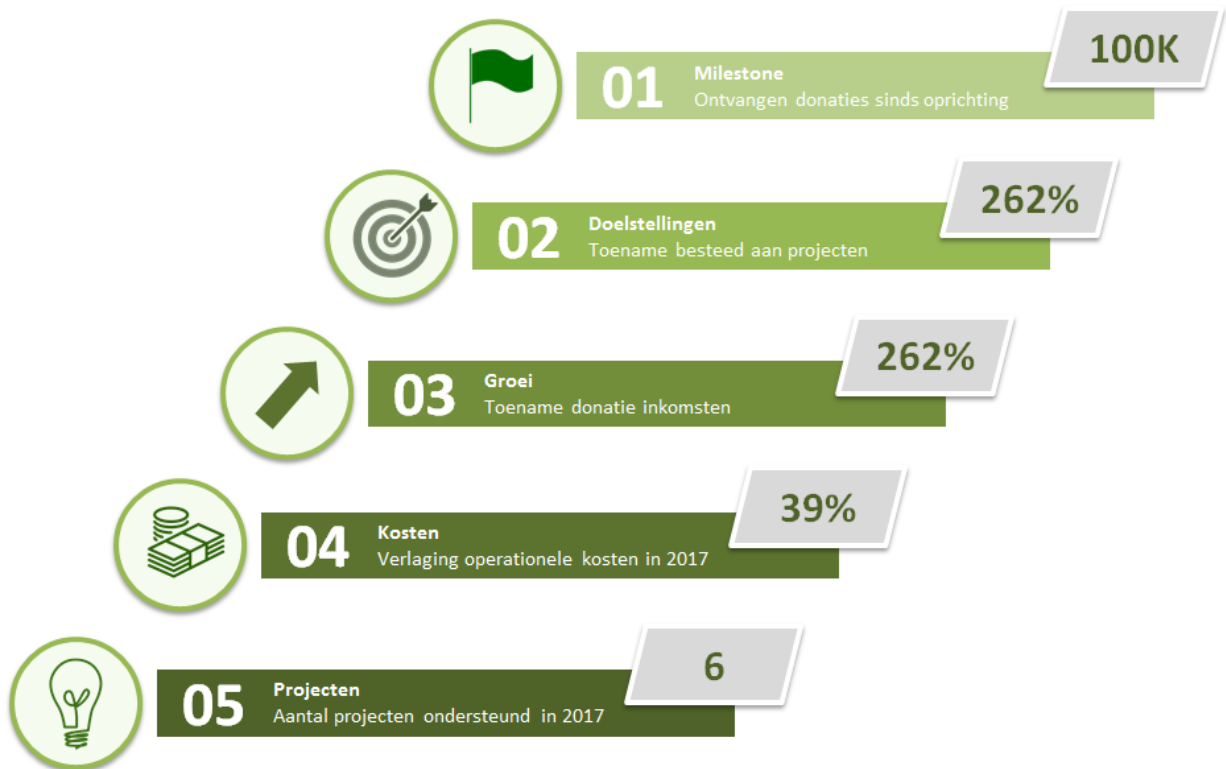 100K
01
Milestone
Ontvangen donaties sinds oprichting
262%
02
Doelstellingen
Toename besteed aan projecten
262%
03
Groei
Toename donatie inkomsten
39%
04
Kosten
Verlaging operationele kosten in 2017
6
05
Projecten
Aantal projecten ondersteund in 2017